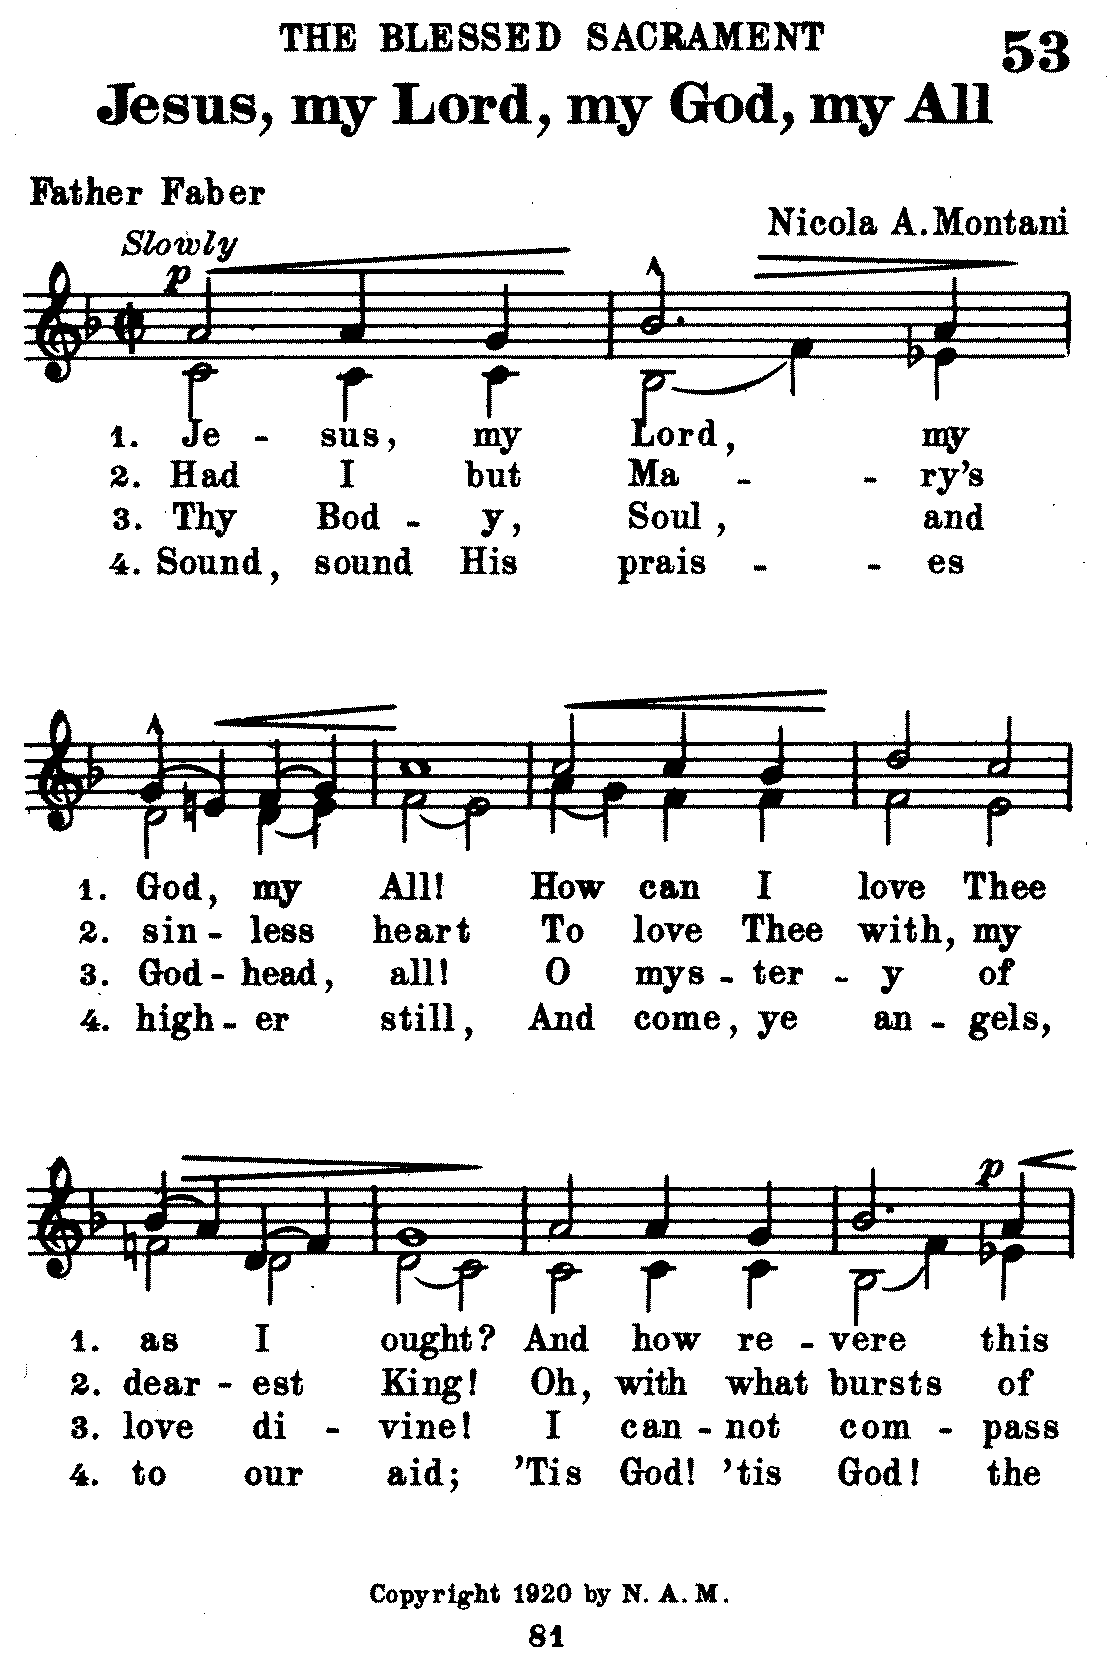 THE BLESSED SACRAMENT
53
Jesus, my Lord, my God, my All
Father Faber
Nicola A. Montani
Slowly
p
1. Je - sus, my Lord, my
2. Had I but Ma - - ry's
3. Thy Bod - y, Soul, and
4. Sound, sound His prais - - es
1. God, my All! How can I love Thee
2. sin - less heart To love Thee with, my
3. God - head, all! O mys - ter - y of
4. high - er still, And come, ye an - gels,
p
1. as I ought? And how re - vere this
2. dear - est King! Oh, with what bursts of
3. love di - vine! I can - not com - pass
4. to our aid; 'Tis God! 'tis God! the
Copyright 1920 by N. A. M.
81